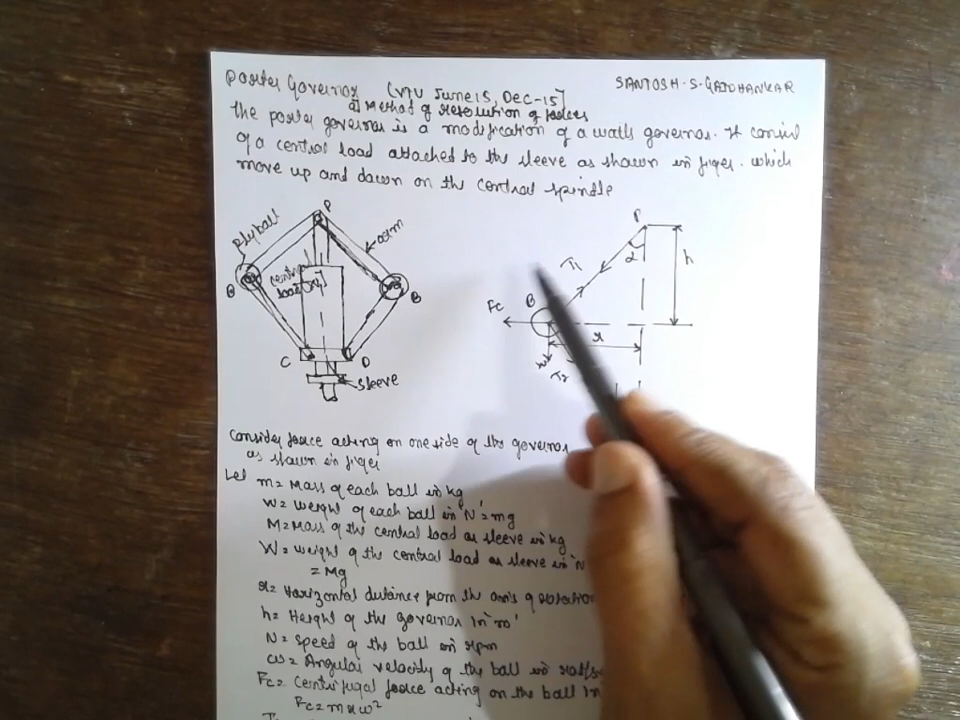 Porter Governor (VTU June 15, Dec-15)
SANTOSH-S-GADHANKAR
a) method of resolution of forces
The porter governor is a modification of a watts governor. It consist
of a central load attached to the sleeve as shown in figer. which
move up and down on the central spindle
P
Flyball
arm
central
load
B
B
C
D
sleeve
P
T1
α
h
Fc
B
r
w
T2
Consider force acting on one side of the governor
as shown in figer
Let m = Mass of each ball in kg
w = weight of each ball in 'N' = mg
M = Mass of the central load or sleeve in kg
W = weight of the central load or sleeve in 'N
= Mg
r = Horizontal distance from the axis of rotation
h = Height of the governor in 'm'
N = speed of the ball in rpm
ω = Angular velocity of the ball in rad/s
Fc = Centrifugal force acting on the ball in
Fc = m r ω²